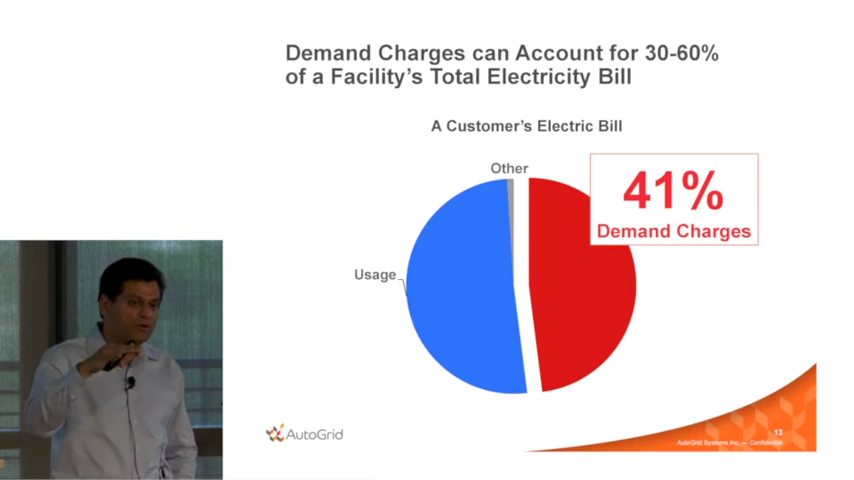 Demand Charges can Account for 30-60%
of a Facility's Total Electricity Bill
A Customer's Electric Bill
Other
41%
Demand Charges
Usage
AutoGrid
13
AutoGrid Systems Inc. — Confidential